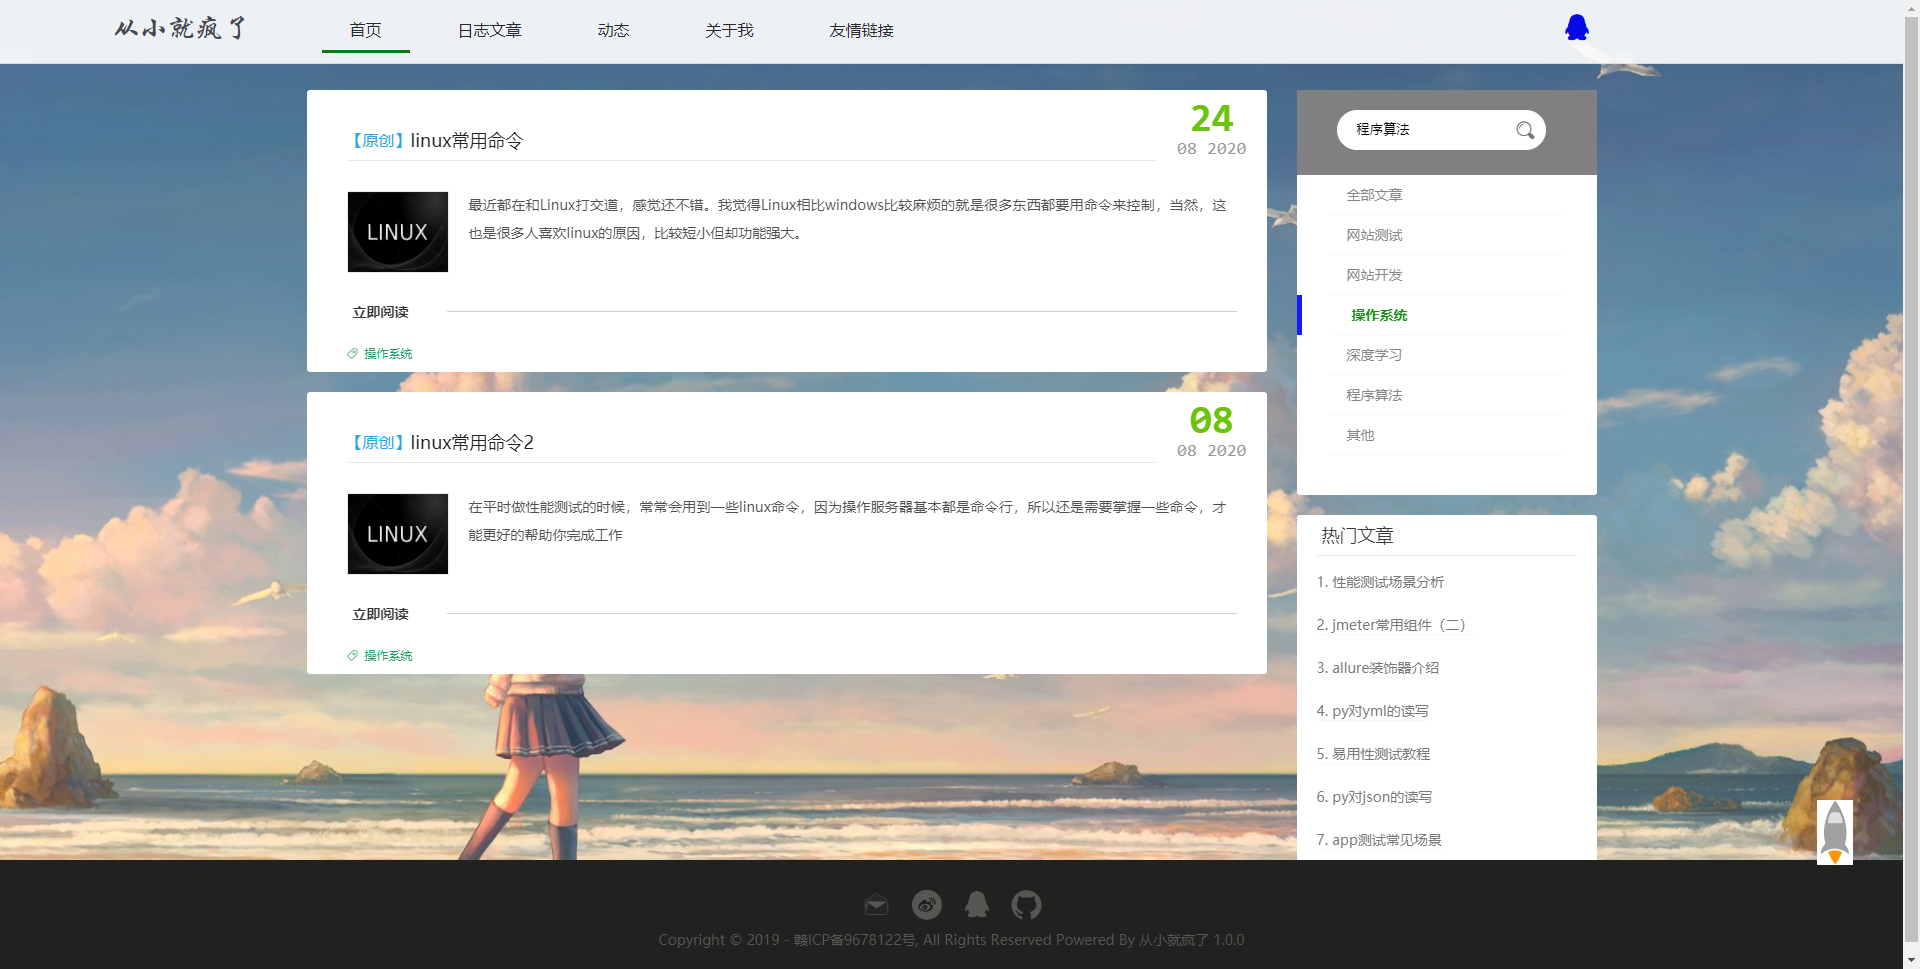 从小就疯了
首页 日志文章 动态 关于我 友情链接
【原创】linux常用命令
24
08 2020
LINUX
最近都在和Linux打交道，感觉还不错。我觉得Linux相比windows比较麻烦的就是很多东西都要用命令来控制，当然，这
也是很多人喜欢linux的原因，比较短小但却功能强大。
立即阅读
操作系统
【原创】linux常用命令2
08
08 2020
LINUX
在平时做性能测试的时候，常常会用到一些linux命令，因为操作服务器基本都是命令行，所以还是需要掌握一些命令，才
能更好的帮助你完成工作
立即阅读
操作系统
程序算法
全部文章
网站测试
网站开发
操作系统
深度学习
程序算法
其他
热门文章
1. 性能测试场景分析
2. jmeter常用组件（二）
3. allure装饰器介绍
4. py对yml的读写
5. 易用性测试教程
6. py对json的读写
7. app测试常见场景
Copyright © 2019 - 赣ICP备9678122号, All Rights Reserved Powered By 从小就疯了 1.0.0